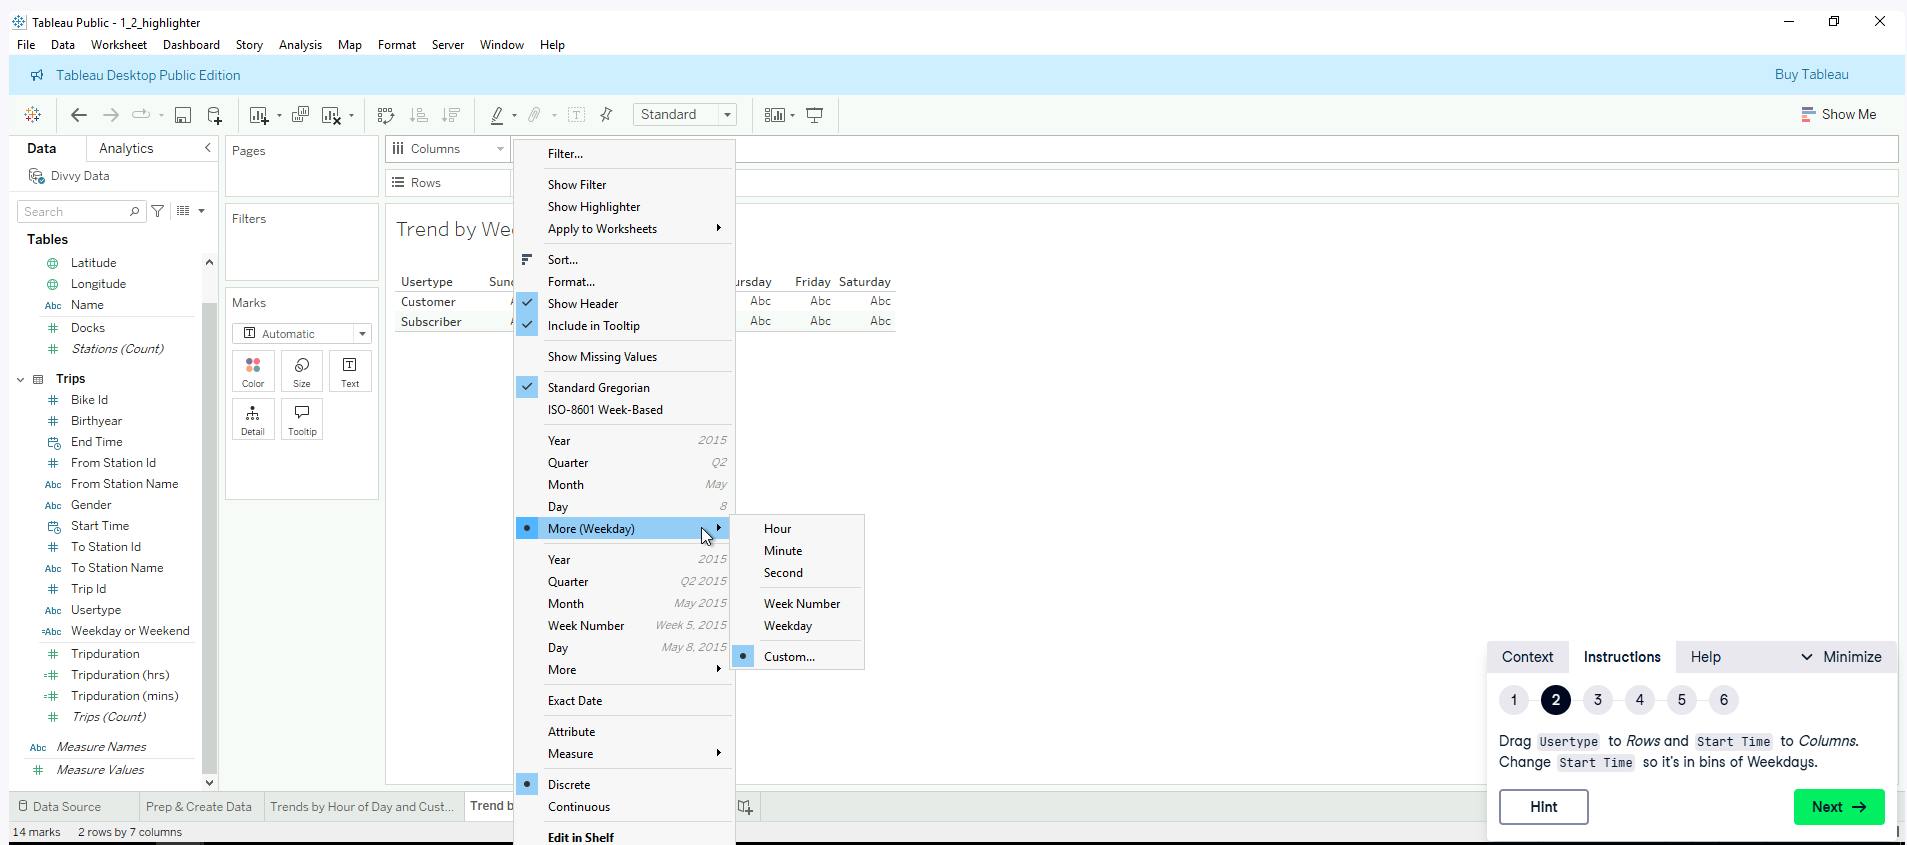 Tableau Public - 1_2_highlighter
File Data Worksheet Dashboard Story Analysis Map Format Server Window Help
Tableau Desktop Public Edition
Buy Tableau
Standard
Show Me
Data
Analytics
Divvy Data
Search
Tables
Latitude
Longitude
Abc Name
Docks
Stations (Count)
Trips
Bike Id
Birthyear
End Time
From Station Id
Abc From Station Name
Abc Gender
Start Time
To Station Id
Abc To Station Name
Trip Id
Abc Usertype
=Abc Weekday or Weekend
Tripduration
=# Tripduration (hrs)
=# Tripduration (mins)
Trips (Count)
Abc Measure Names
Measure Values
Pages
Filters
Marks
Automatic
Color Size Text
Detail Tooltip
Columns
Rows
Trend by Wee
Usertype Sund ursday Friday Saturday
Customer Abc Abc Abc
Subscriber Abc Abc Abc
Filter...
Show Filter
Show Highlighter
Apply to Worksheets
Sort...
Format...
Show Header
Include in Tooltip
Show Missing Values
Standard Gregorian
ISO-8601 Week-Based
Year 2015
Quarter Q2
Month May
Day 8
More (Weekday)
Year 2015
Quarter Q2 2015
Month May 2015
Week Number Week 5, 2015
Day May 8, 2015
More
Exact Date
Attribute
Measure
Discrete
Continuous
Edit in Shelf
Hour
Minute
Second
Week Number
Weekday
Custom...
Context Instructions Help Minimize
1 2 3 4 5 6
Drag Usertype to Rows and Start Time to Columns.
Change Start Time so it's in bins of Weekdays.
Hint
Next
Data Source Prep & Create Data Trends by Hour of Day and Cust... Trend b
14 marks 2 rows by 7 columns